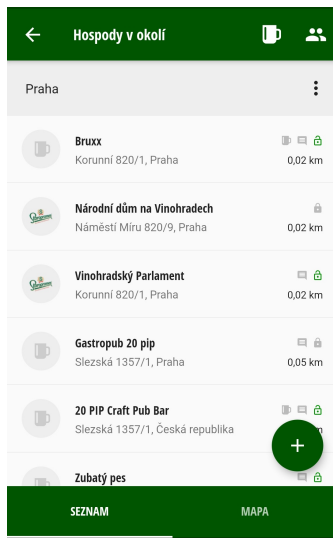 Hospody v okolí
Praha
Bruxx
Korunní 820/1, Praha
0,02 km
Národní dům na Vinohradech
Náměstí Míru 820/9, Praha
0,02 km
Vinohradský Parlament
Korunní 820/1, Praha
0,02 km
Gastropub 20 pip
Slezská 1357/1, Praha
0,05 km
20 PIP Craft Pub Bar
Slezská 1357/1, Česká republika
Zubatý pes
SEZNAM
MAPA